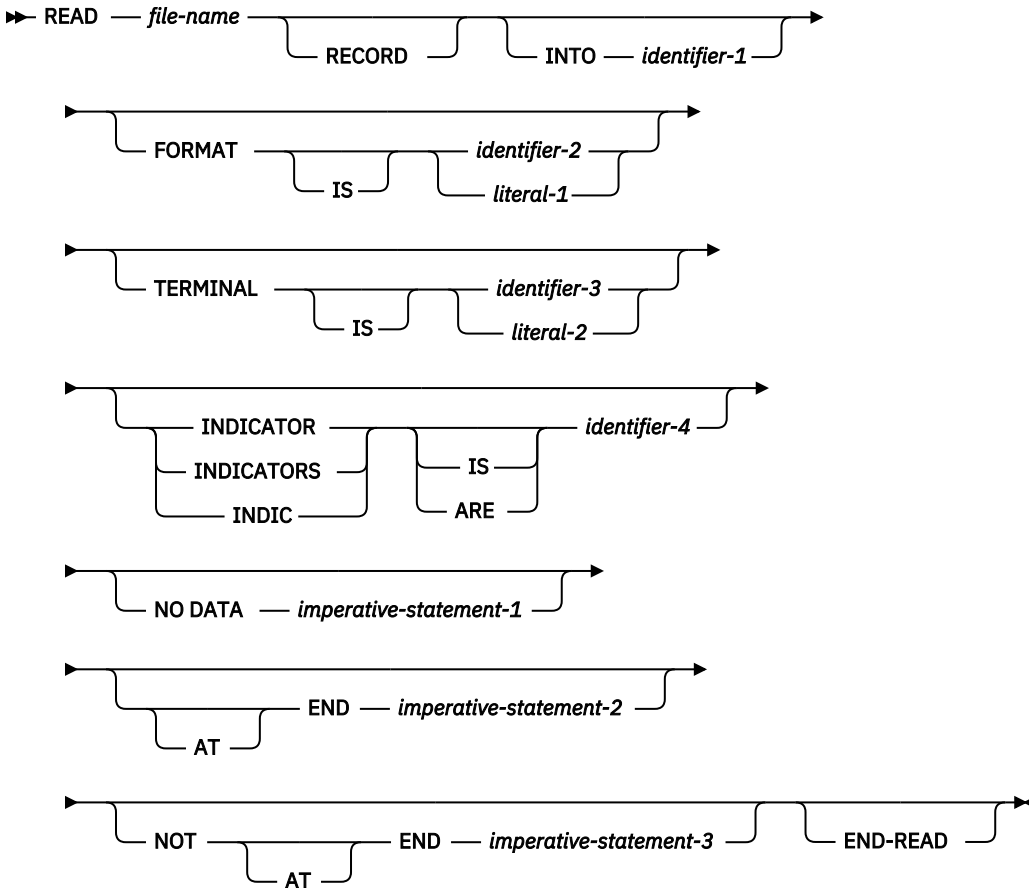 READ file-name
RECORD INTO identifier-1
FORMAT identifier-2
IS literal-1
TERMINAL identifier-3
IS literal-2
INDICATOR identifier-4
INDICATORS IS
INDIC ARE
NO DATA imperative-statement-1
END imperative-statement-2
AT
NOT END imperative-statement-3 END-READ
AT